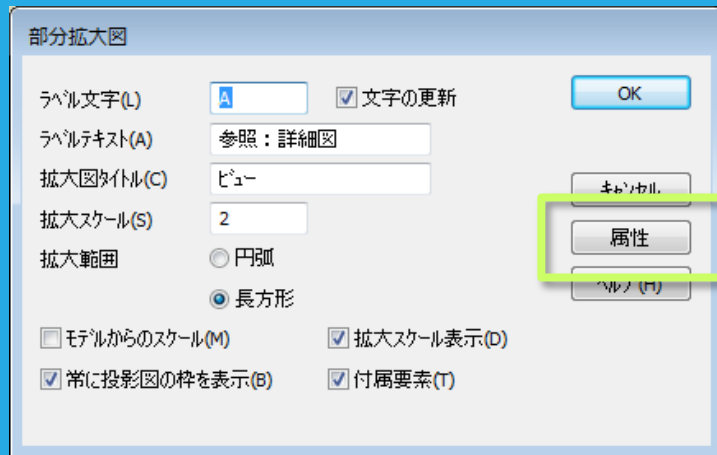 部分拡大図
ラベル文字(L)
A
文字の更新
OK
ラベルテキスト(A)
参照：詳細図
拡大図タイトル(C)
ビュー
キャンセル
拡大スケール(S)
2
属性
拡大範囲
円弧
ヘルプ(H)
長方形
モデルからのスケール(M)
拡大スケール表示(D)
常に投影図の枠を表示(B)
付属要素(T)